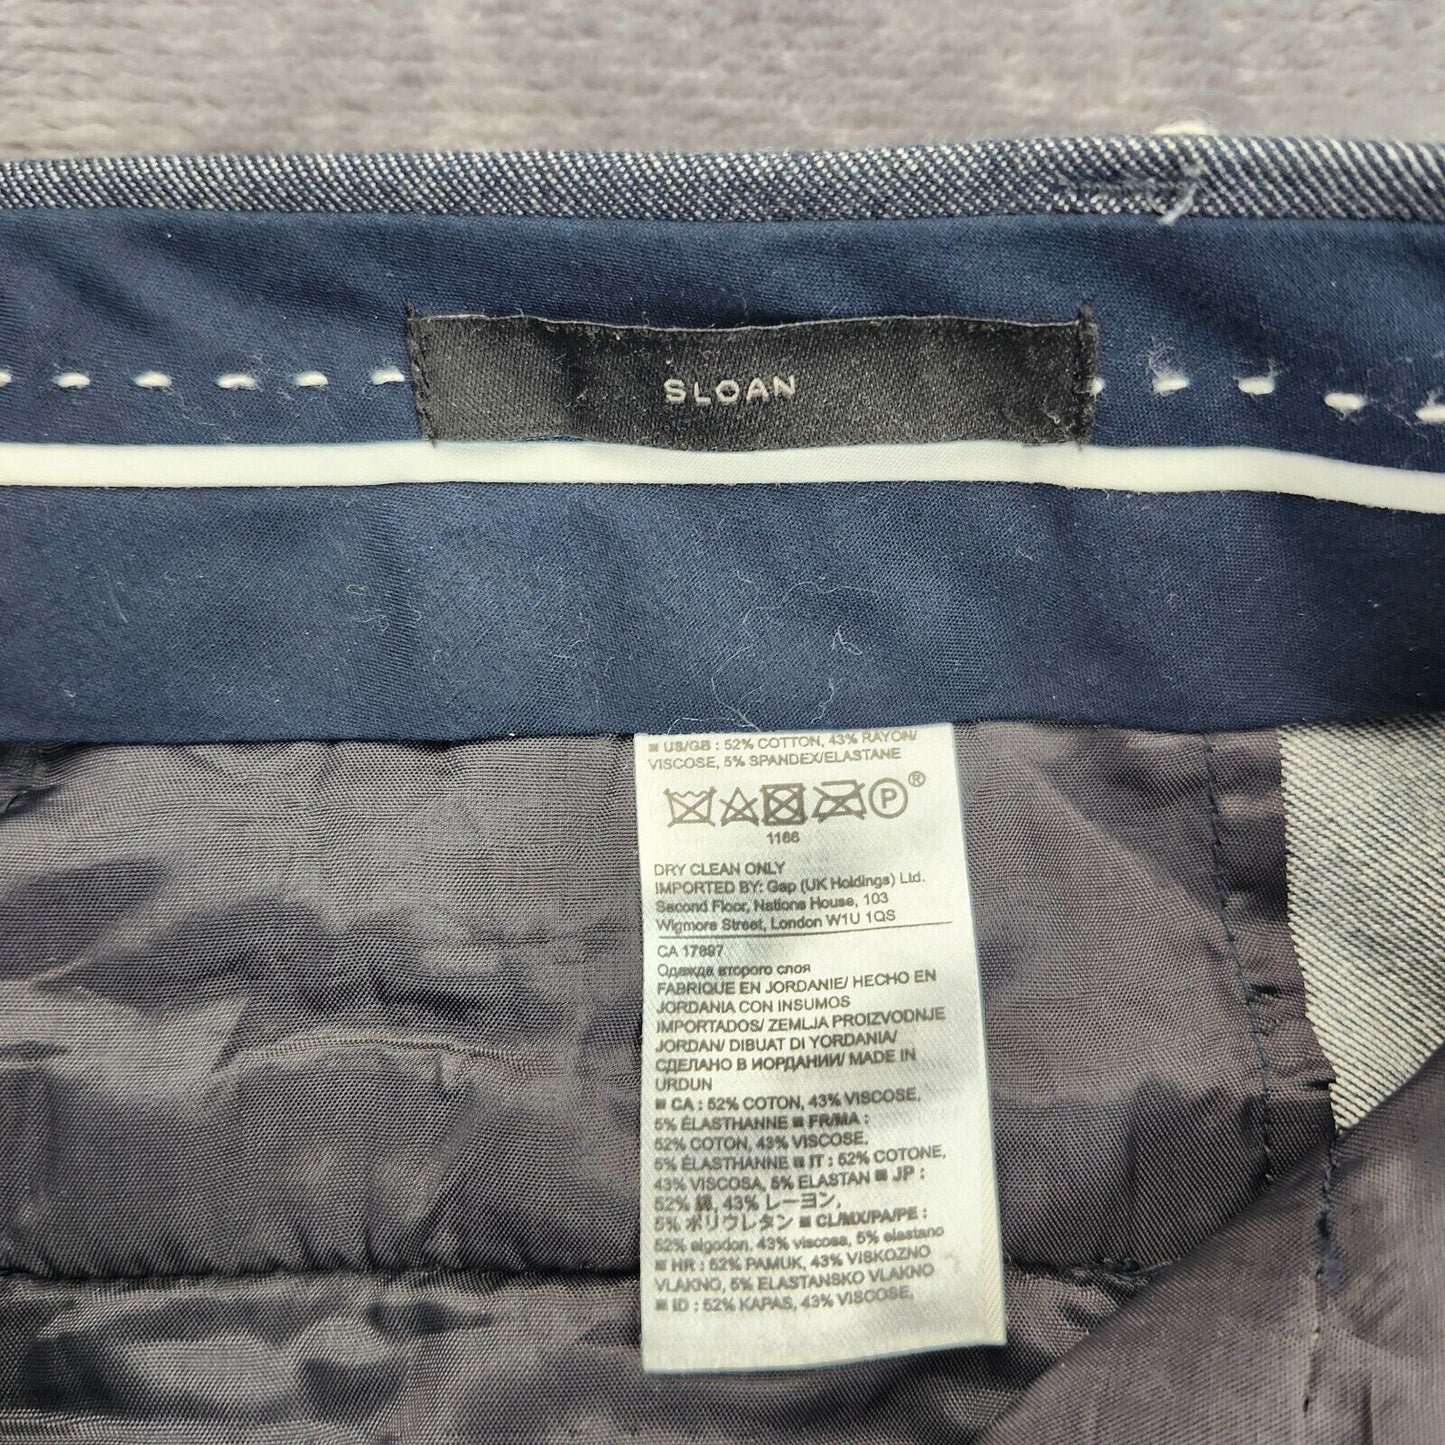 SLOAN
■ US/GB : 52% COTTON, 43% RAYON/
VISCOSE, 5% SPANDEX/ELASTANE
P ®
1166
DRY CLEAN ONLY
IMPORTED BY: Gap (UK Holdings) Ltd.
Second Floor, Nations House, 103
Wigmore Street, London W1U 1QS
CA 17897
Одежда второго слоя
FABRIQUE EN JORDANIE/ HECHO EN
JORDANIA CON INSUMOS
IMPORTADOS/ ZEMLJA PROIZVODNJE
JORDAN/ DIBUAT DI YORDANIA/
СДЕЛАНО В ИОРДАНИИ/ MADE IN
URDUN
■ CA : 52% COTON, 43% VISCOSE,
5% ÉLASTHANNE ■ FR/MA :
52% COTON, 43% VISCOSE,
5% ÉLASTHANNE ■ IT : 52% COTONE,
43% VISCOSA, 5% ELASTAN ■ JP :
52% 綿, 43% レーヨン,
5% ポリウレタン ■ CL/MX/PA/PE :
52% algodon, 43% viscosa, 5% elastano
■ HR : 52% PAMUK, 43% VISKOZNO
VLAKNO, 5% ELASTANSKO VLAKNO
■ ID : 52% KAPAS, 43% VISCOSE,